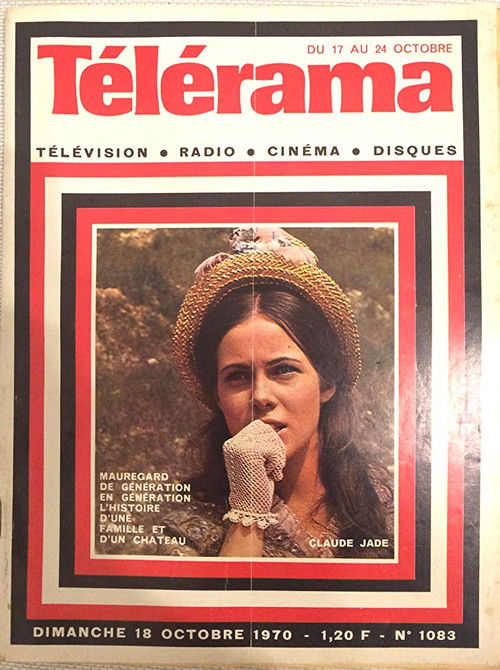 DU 17 AU 24 OCTOBRE
Télérama
TÉLÉVISION • RADIO • CINÉMA • DISQUES
MAUREGARD
DE GÉNÉRATION
EN GÉNÉRATION
L'HISTOIRE
D'UNE
FAMILLE ET
D'UN CHATEAU
CLAUDE JADE
DIMANCHE 18 OCTOBRE 1970 - 1,20 F - N° 1083